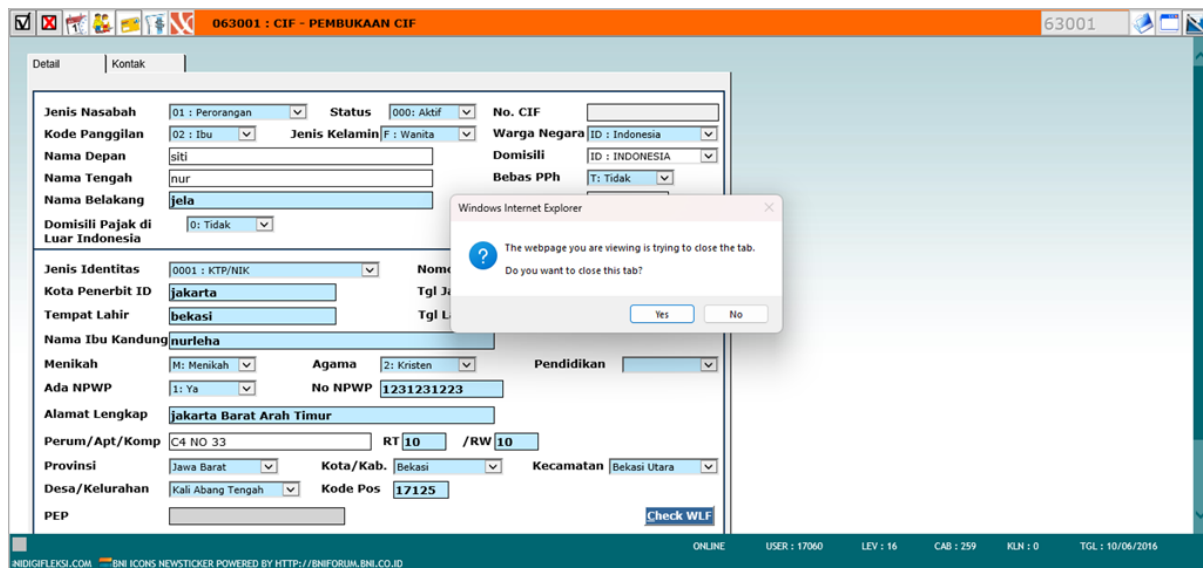 063001 : CIF - PEMBUKAAN CIF
63001
Detail Kontak
Jenis Nasabah 01 : Perorangan Status 000: Aktif No. CIF
Kode Panggilan 02 : Ibu Jenis Kelamin F : Wanita Warga Negara ID : Indonesia
Nama Depan siti Domisili ID : INDONESIA
Nama Tengah nur Bebas PPh T: Tidak
Nama Belakang jela
Domisili Pajak di 0: Tidak
Luar Indonesia
Windows Internet Explorer
The webpage you are viewing is trying to close the tab.
Do you want to close this tab?
Yes No
Jenis Identitas 0001 : KTP/NIK
Kota Penerbit ID jakarta Tgl
Tempat Lahir bekasi Tgl
Nama Ibu Kandung nurleha
Menikah M: Menikah Agama 2: Kristen Pendidikan
Ada NPWP 1: Ya No NPWP 1231231223
Alamat Lengkap jakarta Barat Arah Timur
Perum/Apt/Komp C4 NO 33 RT 10 /RW 10
Provinsi Jawa Barat Kota/Kab. Bekasi Kecamatan Bekasi Utara
Desa/Kelurahan Kali Abang Tengah Kode Pos 17125
PEP Check WLF
ONLINE USER : 17060 LEV : 16 CAB : 259 KLN : 0 TGL : 10/06/2016
NIDIGIFLEKSI.COM BNI ICONS NEWSTICKER POWERED BY HTTP://BNIFORUM.BNI.CO.ID